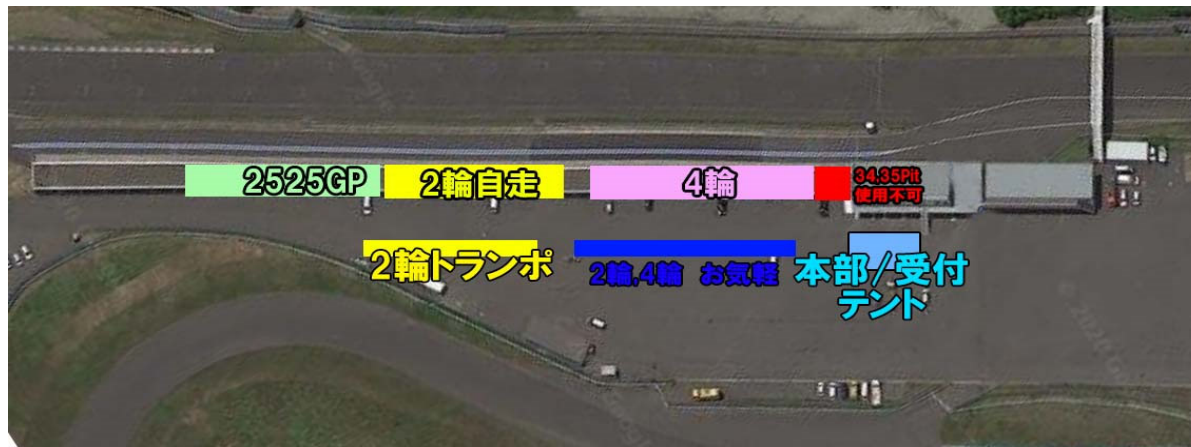 2525GP
2輪自走
4輪
34.35Pit
使用不可
2輪トランポ
2輪,4輪 お気軽
本部/受付
テント